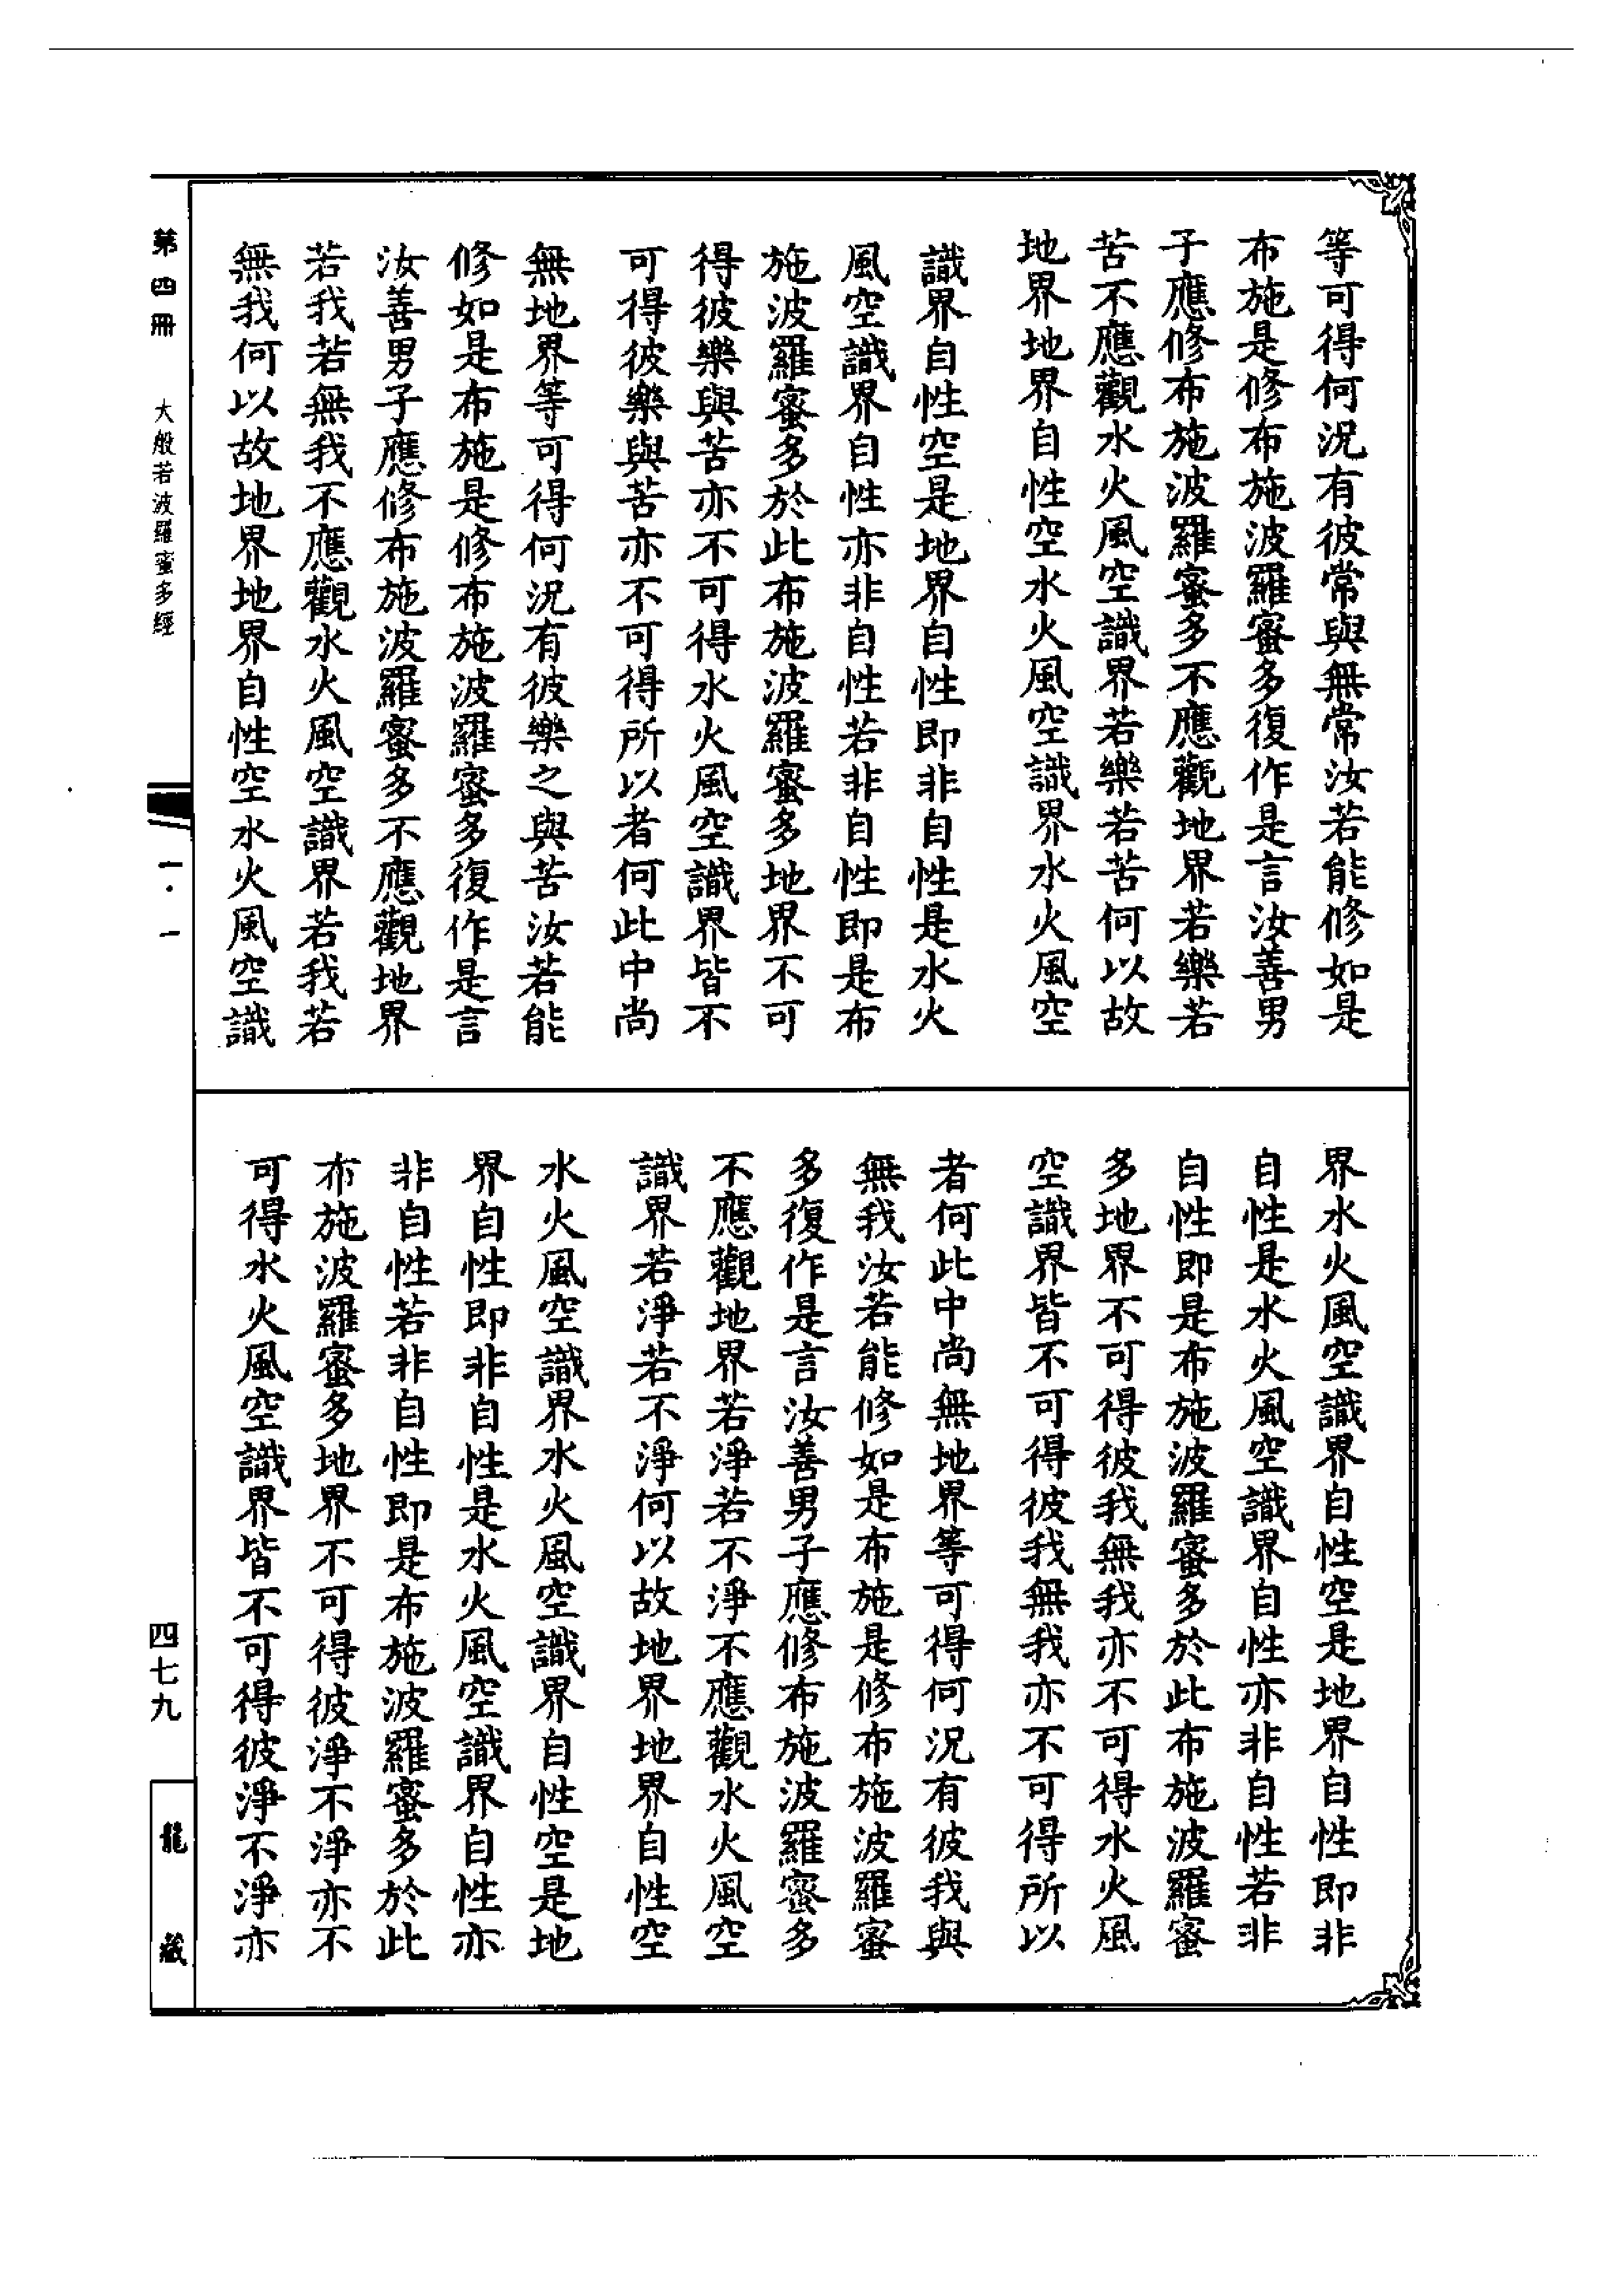 等可得何況有彼常與無常汝若能修如是
布施是修布施波羅蜜多復作是言汝善男
子應修布施波羅蜜多不應觀地界若樂若
苦不應觀水火風空識界若樂若苦何以故
地界地界自性空水火風空識界水火風空
識界自性空是地界自性即非自性是水火
風空識界自性亦非自性若非自性即是布
施波羅蜜多於此布施波羅蜜多地界不可
得彼樂與苦亦不可得水火風空識界皆不
可得彼樂與苦亦不可得所以者何此中尚
無地界等可得何況有彼樂之與苦汝若能
修如是布施是修布施波羅蜜多復作是言
汝善男子應修布施波羅蜜多不應觀地界
若我若無我不應觀水火風空識界若我若
無我何以故地界地界自性空水火風空識
界水火風空識界自性空是地界自性即非
自性是水火風空識界自性亦非自性若非
自性即是布施波羅蜜多於此布施波羅蜜
多地界不可得彼我無我亦不可得水火風
空識界皆不可得彼我無我亦不可得所以
者何此中尚無地界等可得何況有彼我與
無我汝若能修如是布施是修布施波羅蜜
多復作是言汝善男子應修布施波羅蜜多
不應觀地界若淨若不淨不應觀水火風空
識界若淨若不淨何以故地界地界自性空
水火風空識界水火風空識界自性空是地
界自性即非自性是水火風空識界自性亦
非自性若非自性即是布施波羅蜜多於此
布施波羅蜜多地界不可得彼淨不淨亦不
可得水火風空識界皆不可得彼淨不淨亦
第四冊 大般若波羅蜜多經 一·一 四七九 龍藏